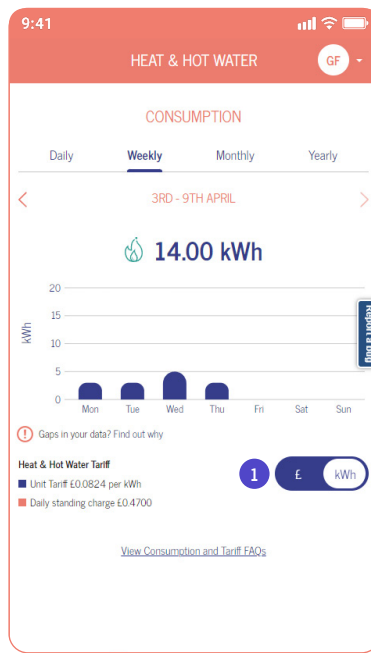 9:41
HEAT & HOT WATER
GF
CONSUMPTION
Daily Weekly Monthly Yearly
3RD - 9TH APRIL
14.00 kWh
20
15
10
5
0
kWh
Mon Tue Wed Thu Fri Sat Sun
Report a bug
! Gaps in your data? Find out why
Heat & Hot Water Tariff
Unit Tariff £0.0824 per kWh
Daily standing charge £0.4700
1 £ kWh
View Consumption and Tariff FAQs